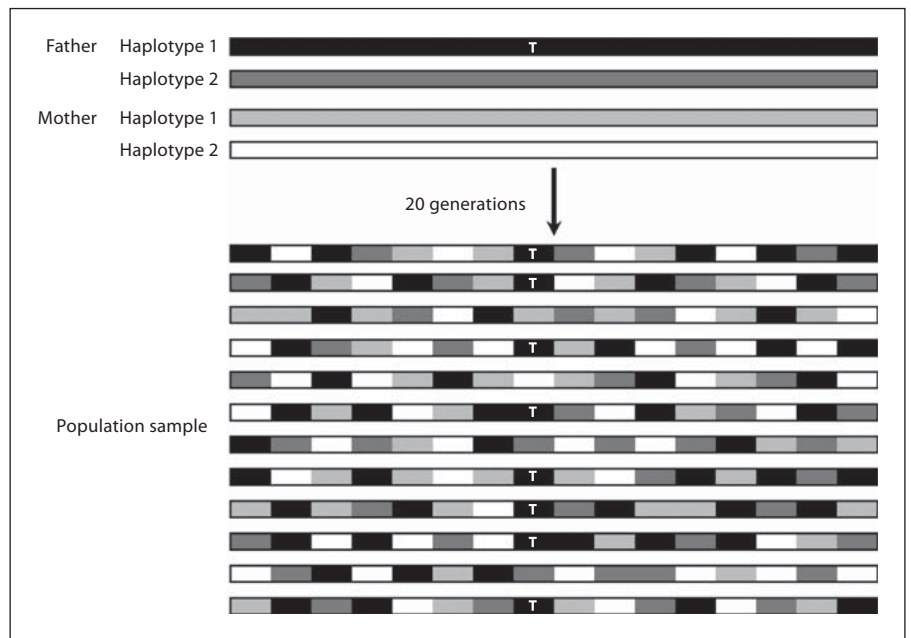 Father Haplotype 1 T
Haplotype 2
Mother Haplotype 1
Haplotype 2
20 generations
T
T
T
T
Population sample
T
T
T
T